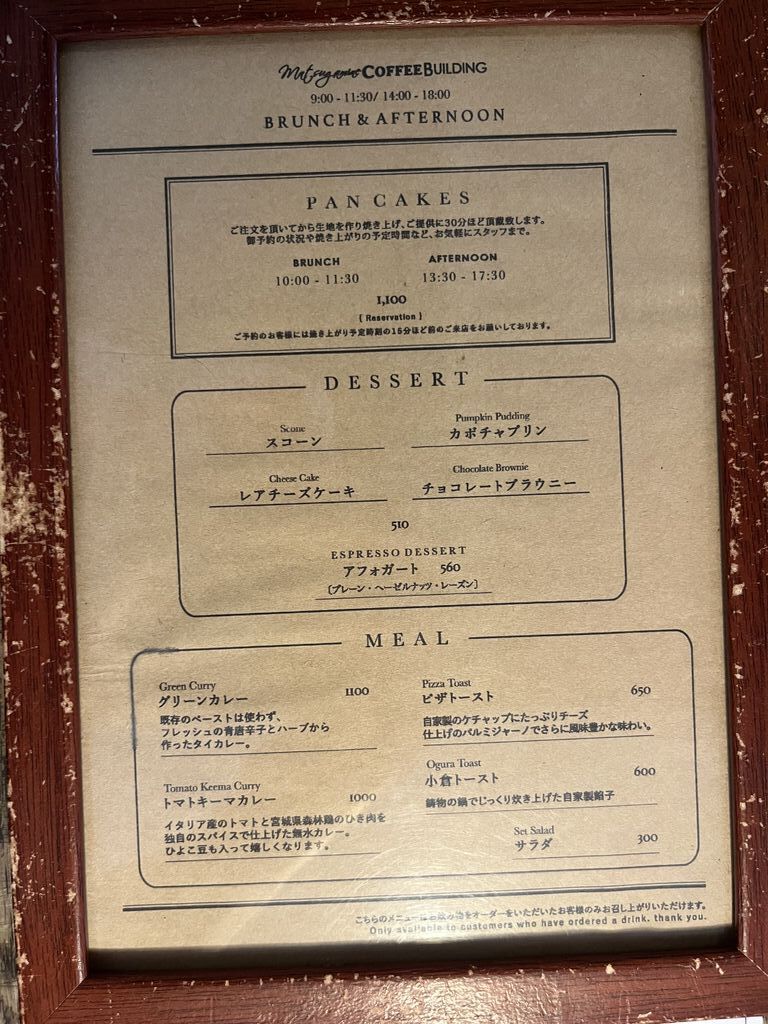 Matsugamine COFFEE BUILDING
9:00 - 11:30/ 14:00 - 18:00
BRUNCH & AFTERNOON
PAN CAKES
ご注文を頂いてから生地を作り焼き上げ、ご提供に30分ほど頂戴致します。
御予約の状況や焼き上がりの予定時間など、お気軽にスタッフまで。
BRUNCH AFTERNOON
10:00 - 11:30 13:30 - 17:30
1,100
( Reservation )
ご予約のお客様には焼き上がり予定時刻の15分ほど前のご来店をお願いしております。
DESSERT
Scone
スコーン
Pumpkin Pudding
カボチャプリン
Cheese Cake
レアチーズケーキ
Chocolate Brownie
チョコレートブラウニー
510
ESPRESSO DESSERT
アフォガート 560
〔プレーン・ヘーゼルナッツ・レーズン〕
MEAL
Green Curry
グリーンカレー 1100
既存のペーストは使わず、
フレッシュの青唐辛子とハーブから
作ったタイカレー。
Tomato Keema Curry
トマトキーマカレー 1000
イタリア産のトマトと宮城県森林鶏のひき肉を
独自のスパイスで仕上げた無水カレー。
ひよこ豆も入って嬉しくなります。
Pizza Toast
ピザトースト 650
自家製のケチャップにたっぷりチーズ
仕上げのパルミジャーノでさらに風味豊かな味わい。
Ogura Toast
小倉トースト 600
鋳物の鍋でじっくり炊き上げた自家製餡子
Set Salad
サラダ 300
こちらのメニューはお飲み物をオーダーをいただいたお客様のみお召し上がりいただけます。
Only available to customers who have ordered a drink. thank you.